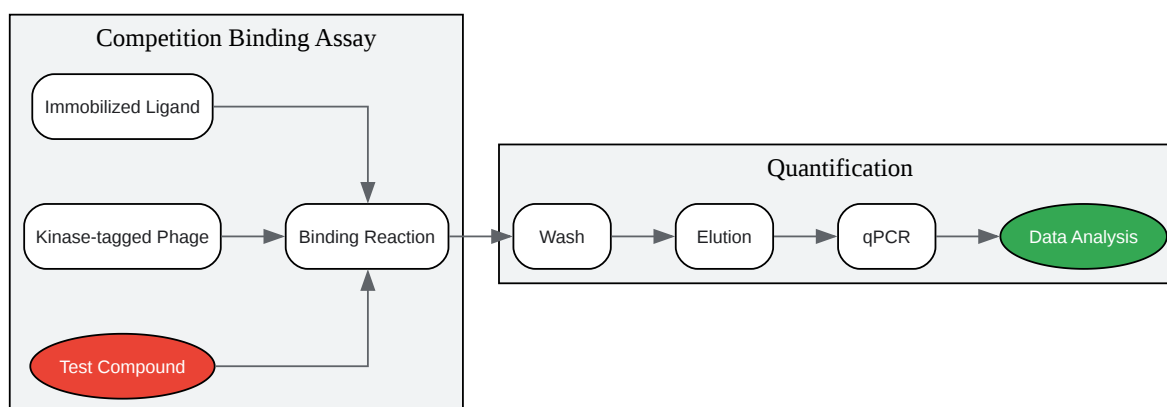 Competition Binding Assay
Immobilized Ligand
Kinase-tagged Phage
Binding Reaction
Test Compound
Quantification
Wash
Elution
qPCR
Data Analysis